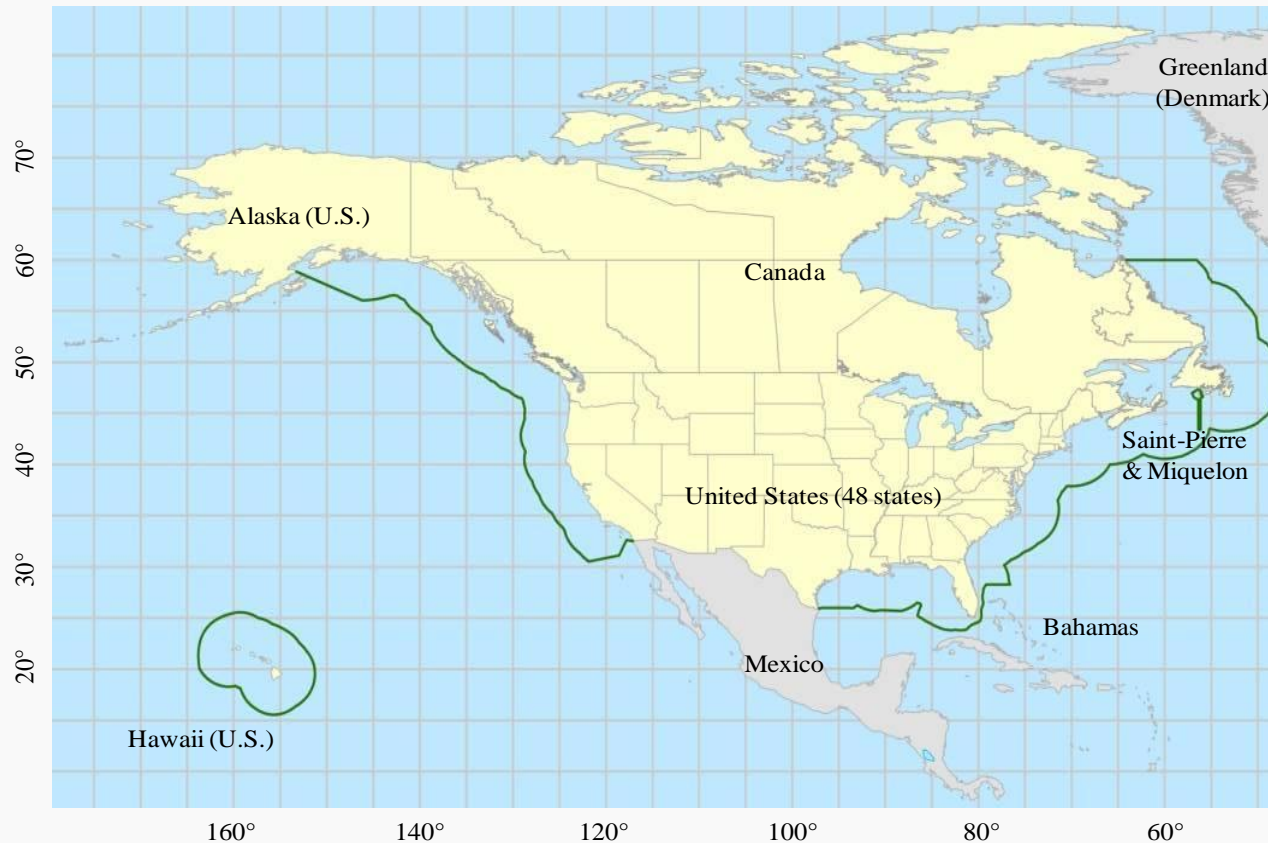 Greenland
(Denmark)
70°
Alaska (U.S.)
60°
Canada
50°
Saint-Pierre
& Miquelon
40°
United States (48 states)
30°
Bahamas
Mexico
20°
Hawaii (U.S.)
160°
140°
120°
100°
80°
60°